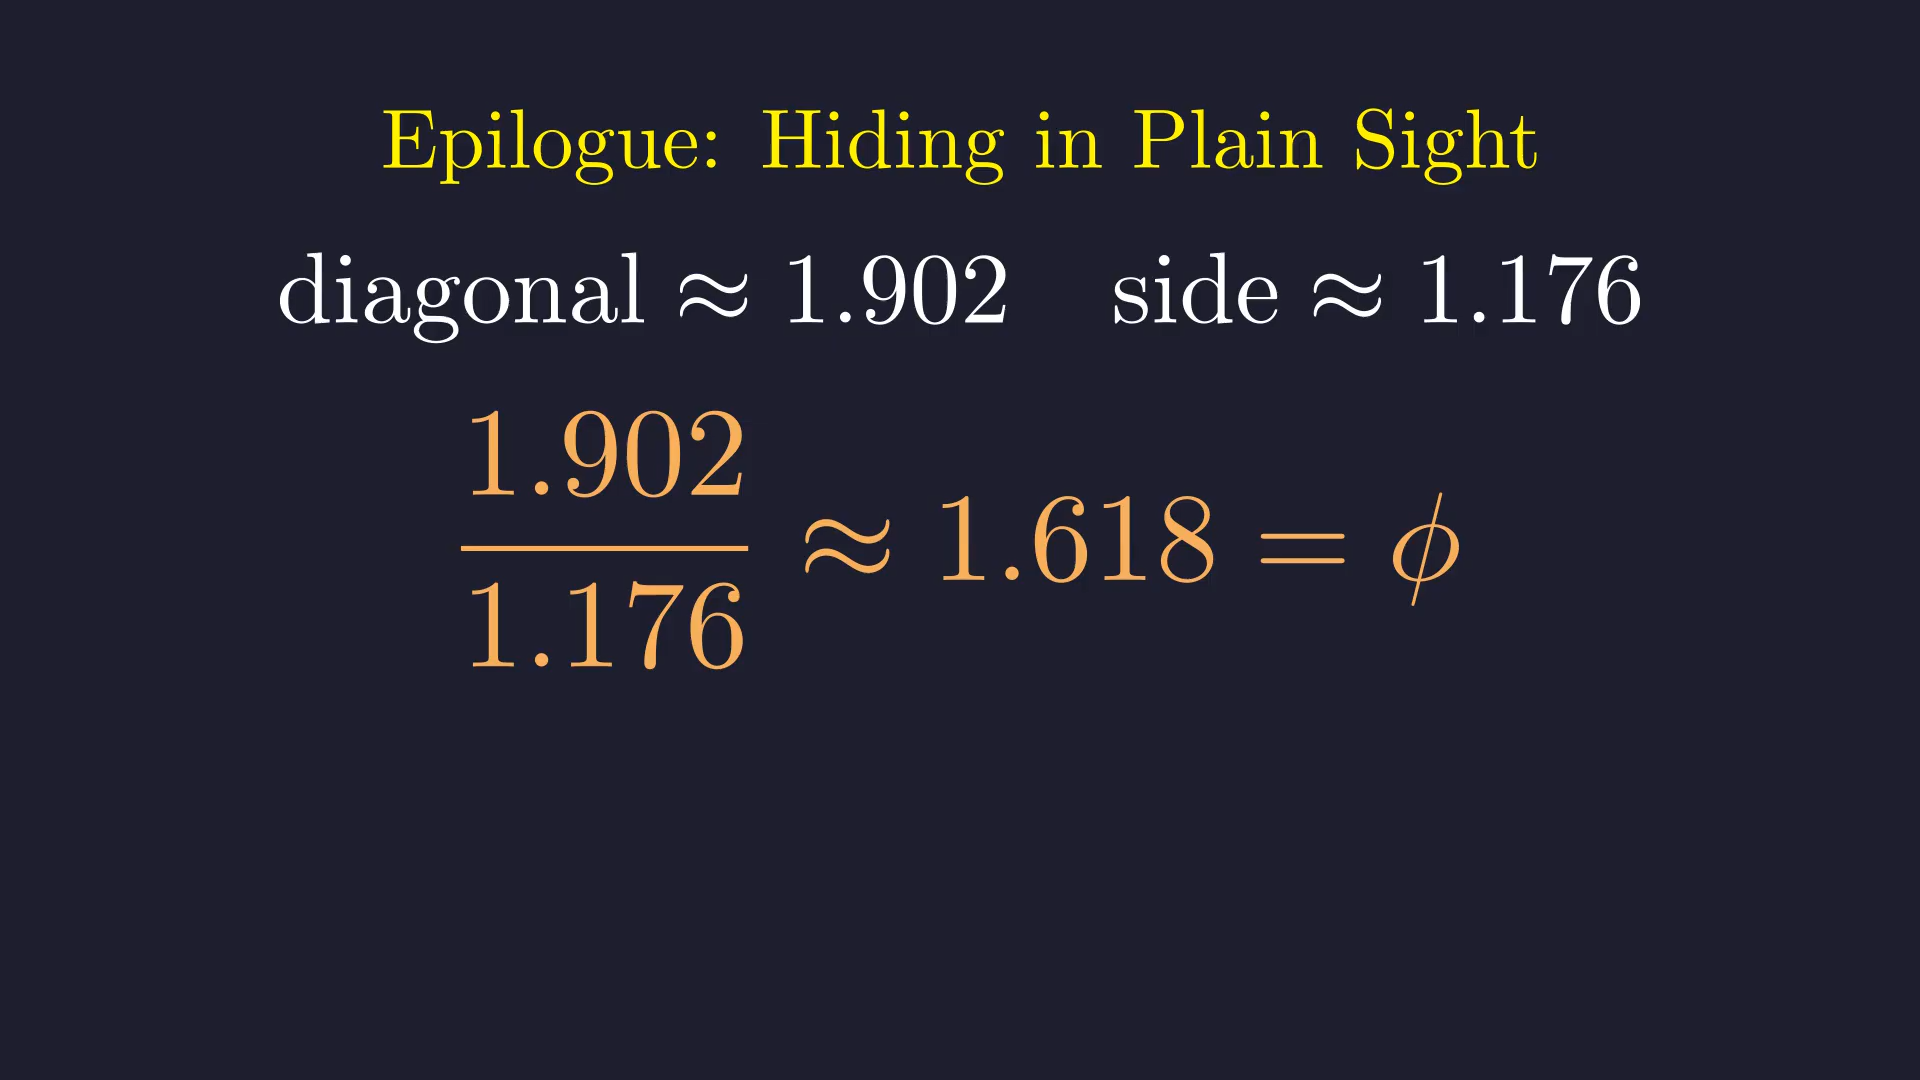 Epilogue: Hiding in Plain Sight
diagonal ≈ 1.902 side ≈ 1.176
1.902
1.176
≈ 1.618 = ϕ